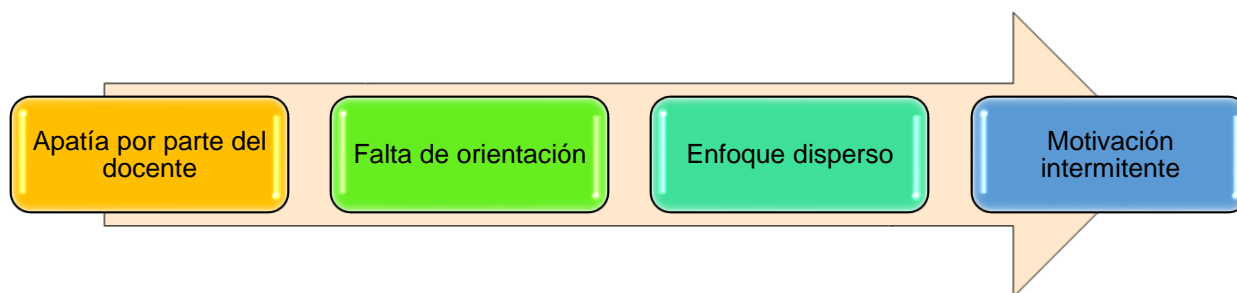 Apatía por parte del
docente
Falta de orientación
Enfoque disperso
Motivación
intermitente